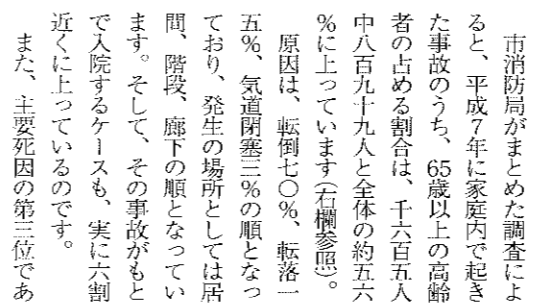 市消防局がまとめた調査によ
ると、平成７年に家庭内で起き
た事故のうち、65歳以上の高齢
者の占める割合は、千六百五人
中八百九十九人と全体の約五六
％に上っています（右欄参照）。
　原因は、転倒七〇％、転落一
五％、気道閉塞三％の順となっ
ており、発生の場所としては居
間、階段、廊下の順となってい
ます。そして、その事故がもと
で入院するケースも、実に六割
近くに上っているのです。
　また、主要死因の第三位であ